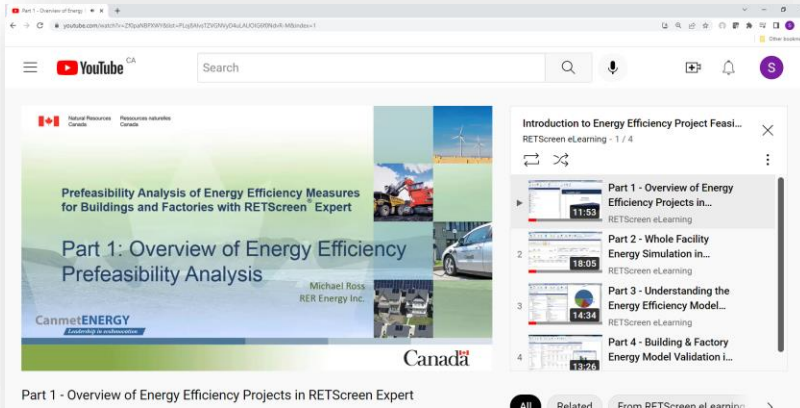 Part 1 - Overview of Energy E
Other bookma
YouTube CA
Search
S
Natural Resources Canada
Ressources naturelles Canada
Prefeasibility Analysis of Energy Efficiency Measures
for Buildings and Factories with RETScreen® Expert
Part 1: Overview of Energy Efficiency
Prefeasibility Analysis
Michael Ross
RER Energy Inc.
CanmetENERGY
Leadership in ecoInnovation
Canada
Part 1 - Overview of Energy Efficiency Projects in RETScreen Expert
Introduction to Energy Efficiency Project Feasi...
RETScreen eLearning - 1 / 4
11:53
Part 1 - Overview of Energy
Efficiency Projects in...
RETScreen eLearning
2
18:05
Part 2 - Whole Facility
Energy Simulation in...
RETScreen eLearning
3
14:34
Part 3 - Understanding the
Energy Efficiency Model...
RETScreen eLearning
4
13:26
Part 4 - Building & Factory
Energy Model Validation i...
All
Related
From RETScreen eLearning